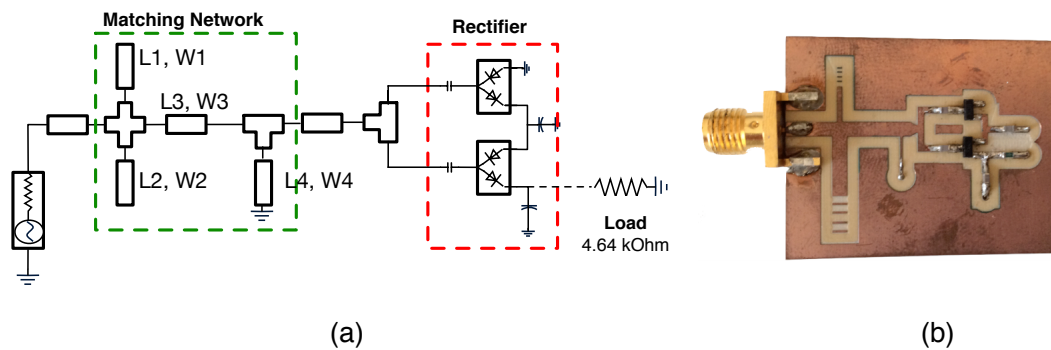 Matching Network
Rectifier
L1, W1
L3, W3
L2, W2
L4, W4
Load
4.64 kOhm
(a)
(b)